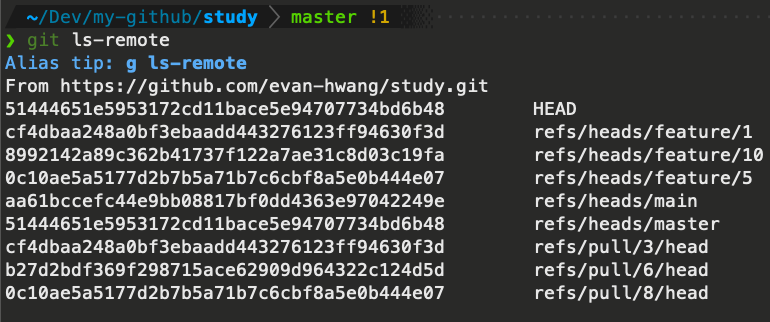 ~/Dev/my-github/study master !1
❯ git ls-remote
Alias tip: g ls-remote
From https://github.com/evan-hwang/study.git
51444651e5953172cd11bace5e94707734bd6b48 HEAD
cf4dbaa248a0bf3ebaadd443276123ff94630f3d refs/heads/feature/1
8992142a89c362b41737f122a7ae31c8d03c19fa refs/heads/feature/10
0c10ae5a5177d2b7b5a71b7c6cbf8a5e0b444e07 refs/heads/feature/5
aa61bccefc44e9bb08817bf0dd4363e97042249e refs/heads/main
51444651e5953172cd11bace5e94707734bd6b48 refs/heads/master
cf4dbaa248a0bf3ebaadd443276123ff94630f3d refs/pull/3/head
b27d2bdf369f298715ace62909d964322c124d5d refs/pull/6/head
0c10ae5a5177d2b7b5a71b7c6cbf8a5e0b444e07 refs/pull/8/head